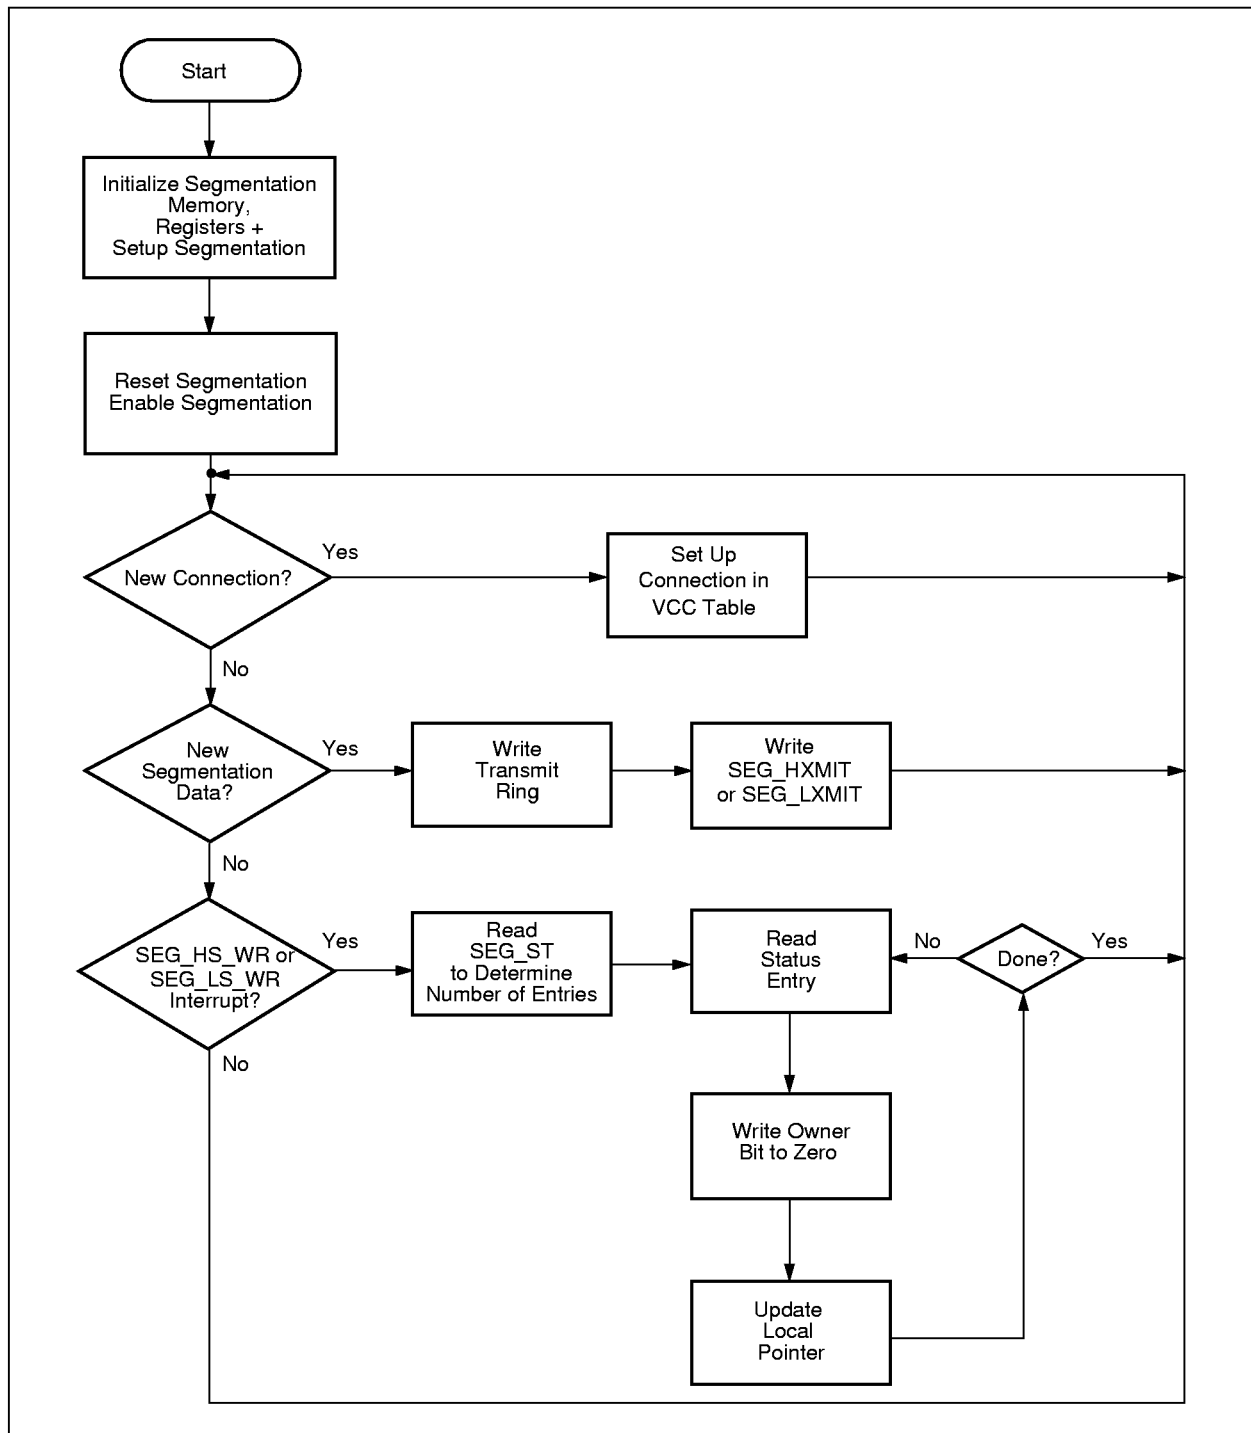 Start
Initialize Segmentation
Memory,
Registers +
Setup Segmentation
Reset Segmentation
Enable Segmentation
New Connection?
Yes
Set Up
Connection in
VCC Table
No
New
Segmentation
Data?
Yes
Write
Transmit
Ring
Write
SEG_HXMIT
or SEG_LXMIT
No
SEG_HS_WR or
SEG_LS_WR
Interrupt?
Yes
Read
SEG_ST
to Determine
Number of Entries
Read
Status
Entry
No
Done?
Yes
No
Write Owner
Bit to Zero
Update
Local
Pointer